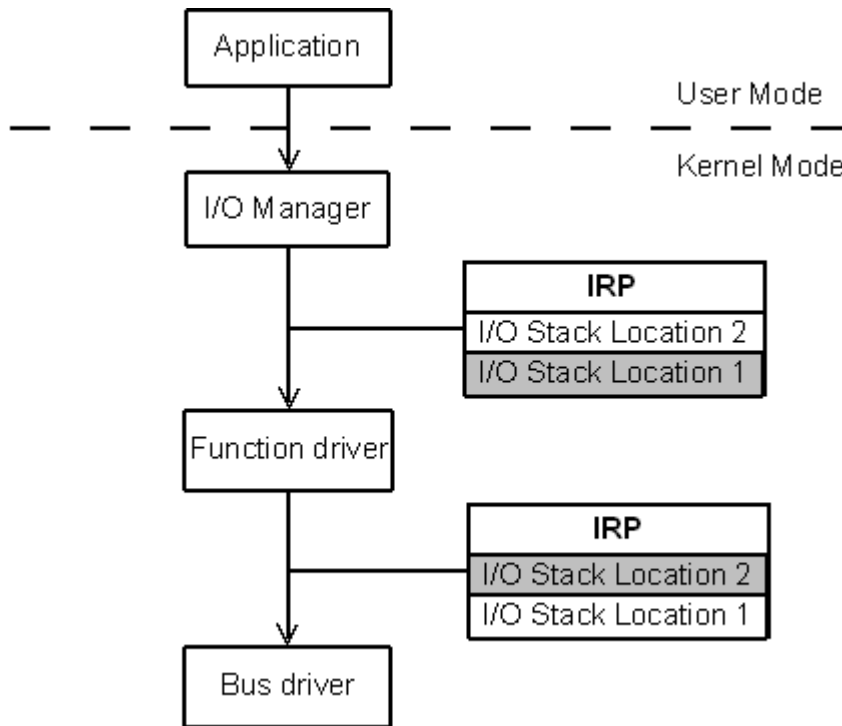 Application
User Mode
Kernel Mode
I/O Manager
IRP
I/O Stack Location 2
I/O Stack Location 1
Function driver
IRP
I/O Stack Location 2
I/O Stack Location 1
Bus driver